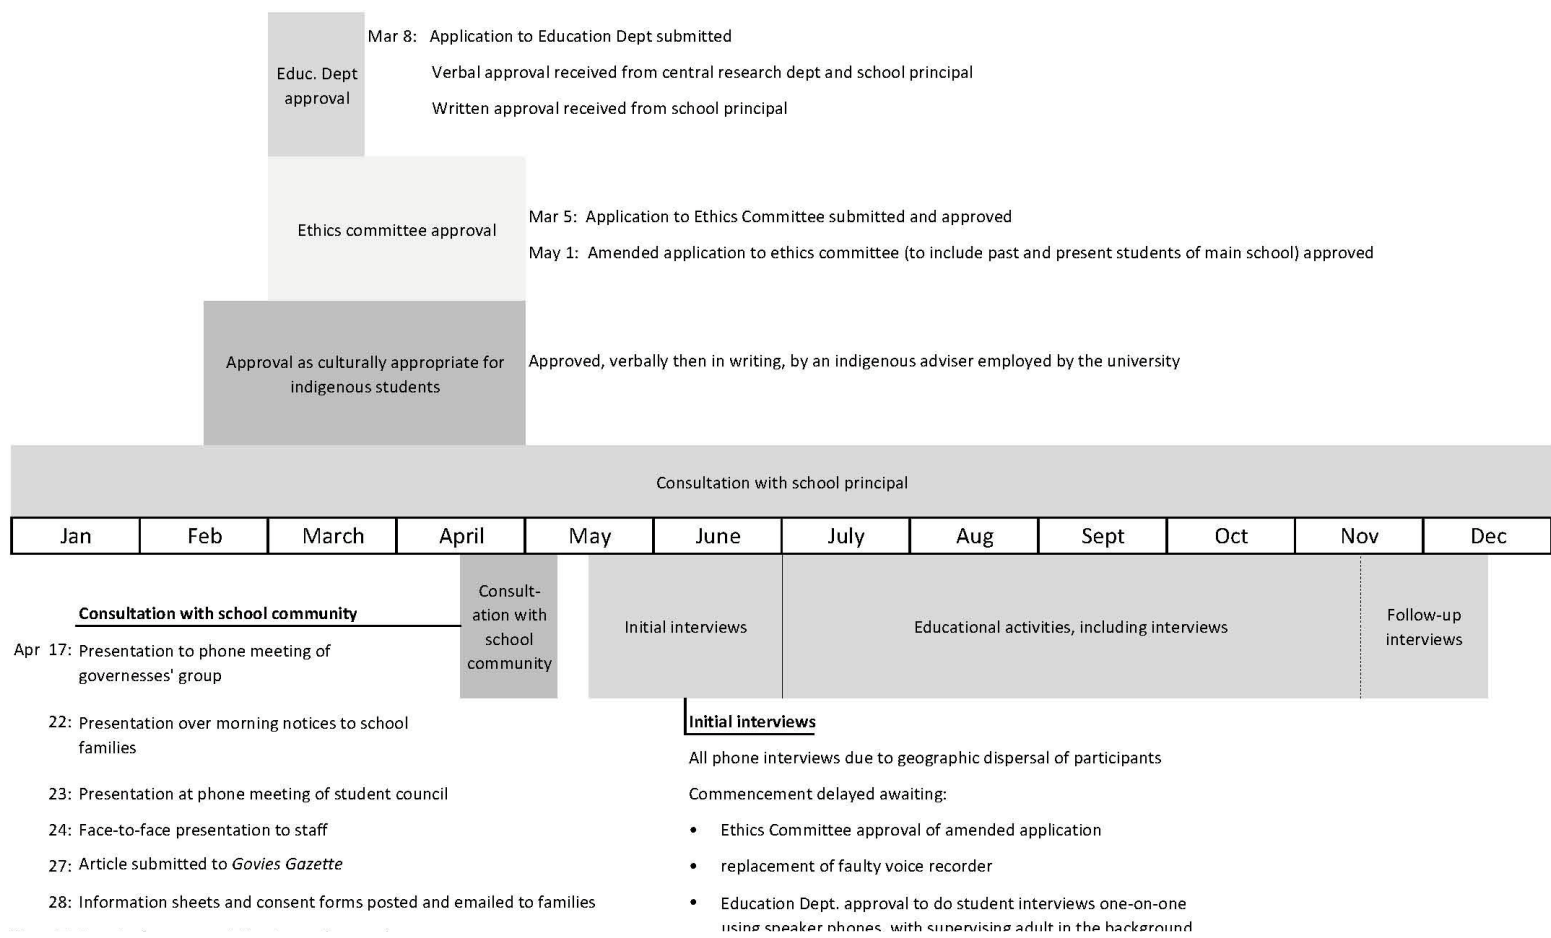 Mar 8: Application to Education Dept submitted
Educ. Dept
approval
Verbal approval received from central research dept and school principal
Written approval received from school principal
Ethics committee approval
Mar 5: Application to Ethics Committee submitted and approved
May 1: Amended application to ethics committee (to include past and present students of main school) approved
Approval as culturally appropriate for
indigenous students
Approved, verbally then in writing, by an indigenous adviser employed by the university
Consultation with school principal
Jan Feb March April May June July Aug Sept Oct Nov Dec
Consultation with school community
Apr 17: Presentation to phone meeting of
governesses' group
22: Presentation over morning notices to school
families
23: Presentation at phone meeting of student council
24: Face-to-face presentation to staff
27: Article submitted to Govies Gazette
28: Information sheets and consent forms posted and emailed to families
Consult-
ation with
school
community
Initial interviews
Educational activities, including interviews
Follow-up
interviews
Initial interviews
All phone interviews due to geographic dispersal of participants
Commencement delayed awaiting:
• Ethics Committee approval of amended application
• replacement of faulty voice recorder
• Education Dept. approval to do student interviews one-on-one
using speaker phones, with supervising adult in the background